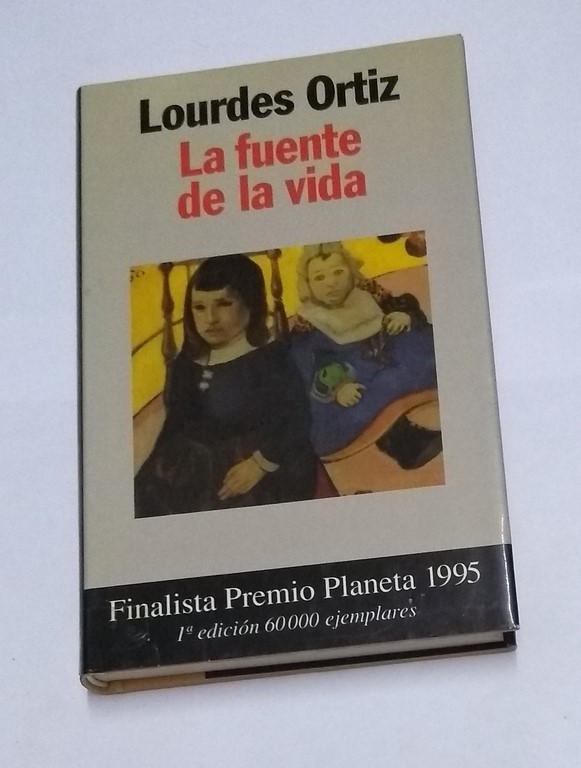 Lourdes Ortiz
La fuente
de la vida
Finalista Premio Planeta 1995
1ª edición 60000 ejemplares